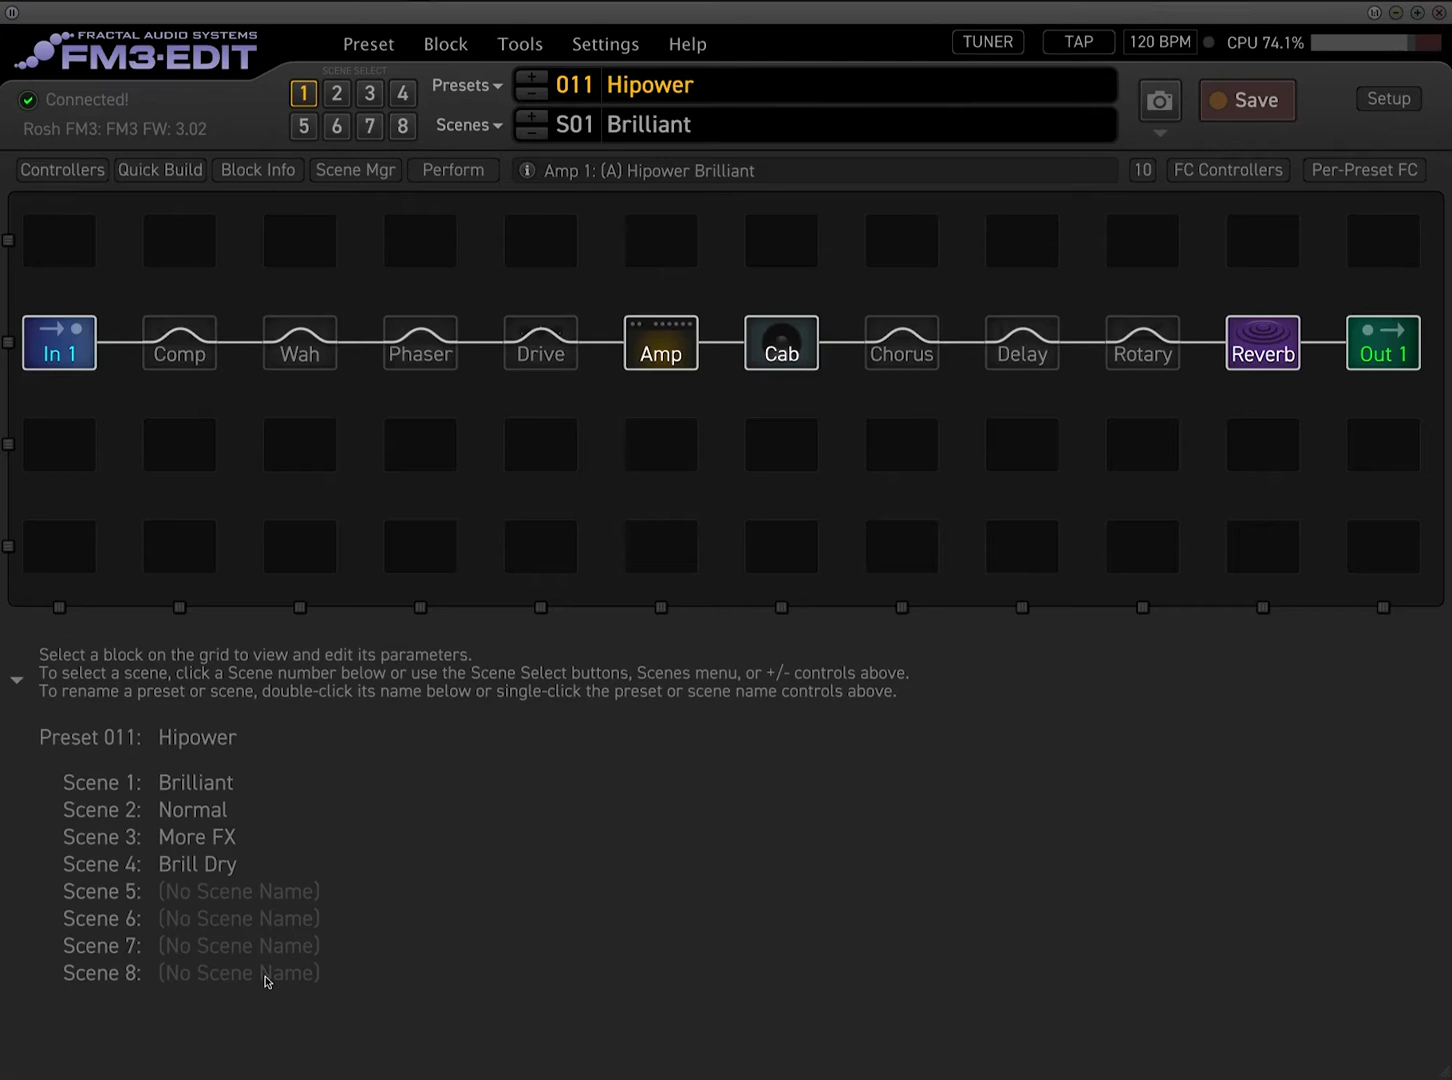 FRACTAL AUDIO SYSTEMS
FM3·EDIT
Preset Block Tools Settings Help
TUNER TAP 120 BPM CPU 74.1%
SCENE SELECT
1 2 3 4
5 6 7 8
Presets + − 011 Hipower
Scenes + − S01 Brilliant
Connected!
Rosh FM3: FM3 FW: 3.02
Save
Setup
Controllers Quick Build Block Info Scene Mgr Perform Amp 1: (A) Hipower Brilliant 10 FC Controllers Per-Preset FC
In 1 Comp Wah Phaser Drive Amp Cab Chorus Delay Rotary Reverb Out 1
Select a block on the grid to view and edit its parameters.
To select a scene, click a Scene number below or use the Scene Select buttons, Scenes menu, or +/- controls above.
To rename a preset or scene, double-click its name below or single-click the preset or scene name controls above.
Preset 011: Hipower
Scene 1: Brilliant
Scene 2: Normal
Scene 3: More FX
Scene 4: Brill Dry
Scene 5: (No Scene Name)
Scene 6: (No Scene Name)
Scene 7: (No Scene Name)
Scene 8: (No Scene Name)